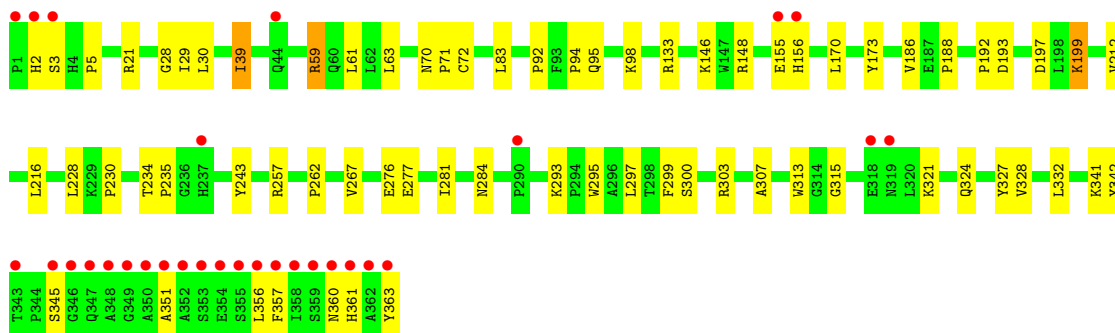 P1 H2 S3 H4 P5 R21 G28 I29 L30 I39 Q44 R59 Q60 L61 L62 L63 N70 P71 C72 L83 P92 F93 P94 Q95 K98 R133 K146 W147 R148 E155 H156 L170 Y173 V186 E187 P188 P192 D193 D197 L198 K199
L216 L228 K229 P230 T234 P235 G236 H237 Y243 R257 P262 V267 E276 E277 I281 N284 P290 K293 P294 W295 A296 L297 T298 F299 S300 R303 A307 W313 G314 G315 E318 N319 L320 K321 Q324 Y327 V328 L332 K341
T343 P344 S345 G346 Q347 A348 G349 A350 A351 A352 S353 E354 S355 L356 F357 I358 S359 N360 H361 A362 Y363